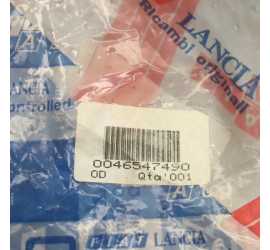 LANCIA
Ricambi originali
LANCIA
controlled
0046547490
OD Qta'001
FIAT LANCIA